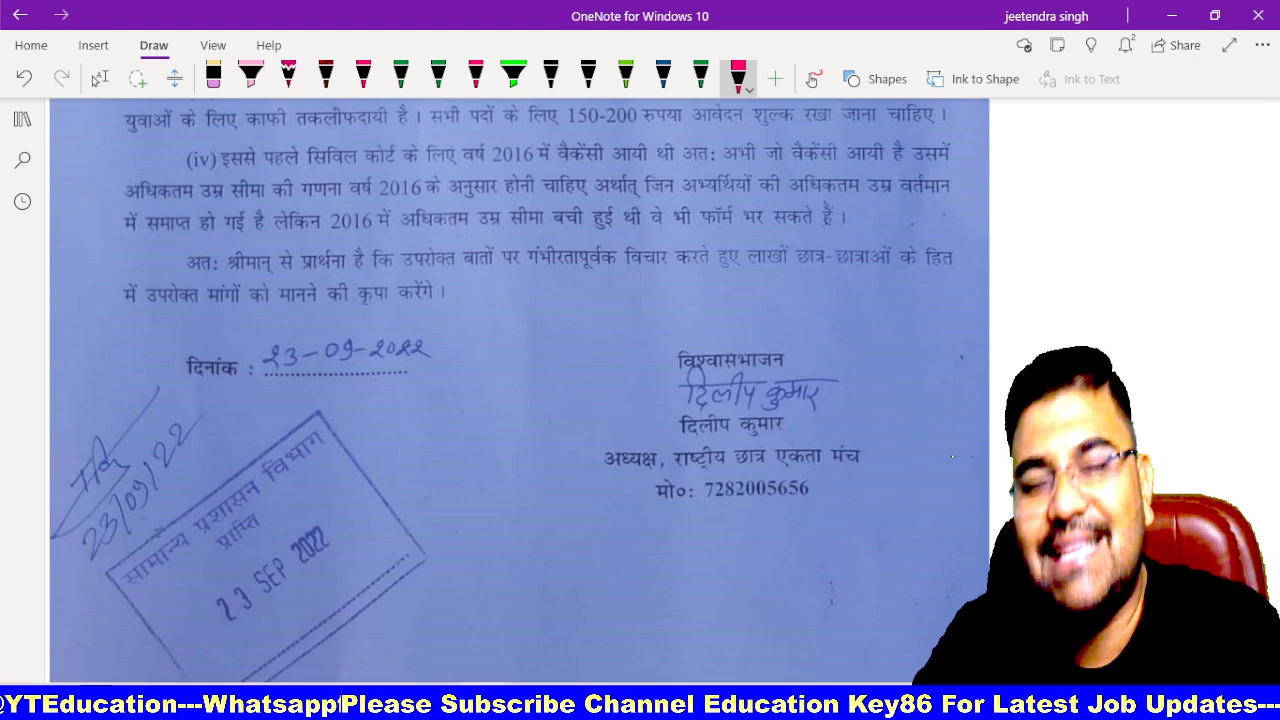 OneNote for Windows 10
jeetendra singh
Home Insert Draw View Help
Share
Shapes Ink to Shape Ink to Text
युवाओं के लिए काफी तकलीफदायी है । सभी पदों के लिए 150-200 रुपया आवेदन शुल्क रखा जाना चाहिए ।
(iv) इससे पहले सिविल कोर्ट के लिए वर्ष 2016 में वैकेंसी आयी थी अत: अभी जो वैकेंसी आयी है उसमें
अधिकतम उम्र सीमा की गणना वर्ष 2016 के अनुसार होनी चाहिए अर्थात् जिन अभ्यर्थियों की अधिकतम उम्र वर्तमान
में समाप्त हो गई है लेकिन 2016 में अधिकतम उम्र सीमा बची हुई थी वे भी फॉर्म भर सकते हैं ।
अत: श्रीमान् से प्रार्थना है कि उपरोक्त बातों पर गंभीरतापूर्वक विचार करते हुए लाखों छात्र-छात्राओं के हित
में उपरोक्त मांगों को मानने की कृपा करेंगे ।
दिनांक : २3-09-२0२२
विश्वासभाजन
दिलीप कुमार
दिलीप कुमार
अध्यक्ष, राष्ट्रीय छात्र एकता मंच
मो०: 7282005656
23/09/22
सामान्य प्रशासन विभाग
प्राप्ति
23 SEP 2022
@YTEducation---Whatsapp Please Subscribe Channel Education Key86 For Latest Job Updates---